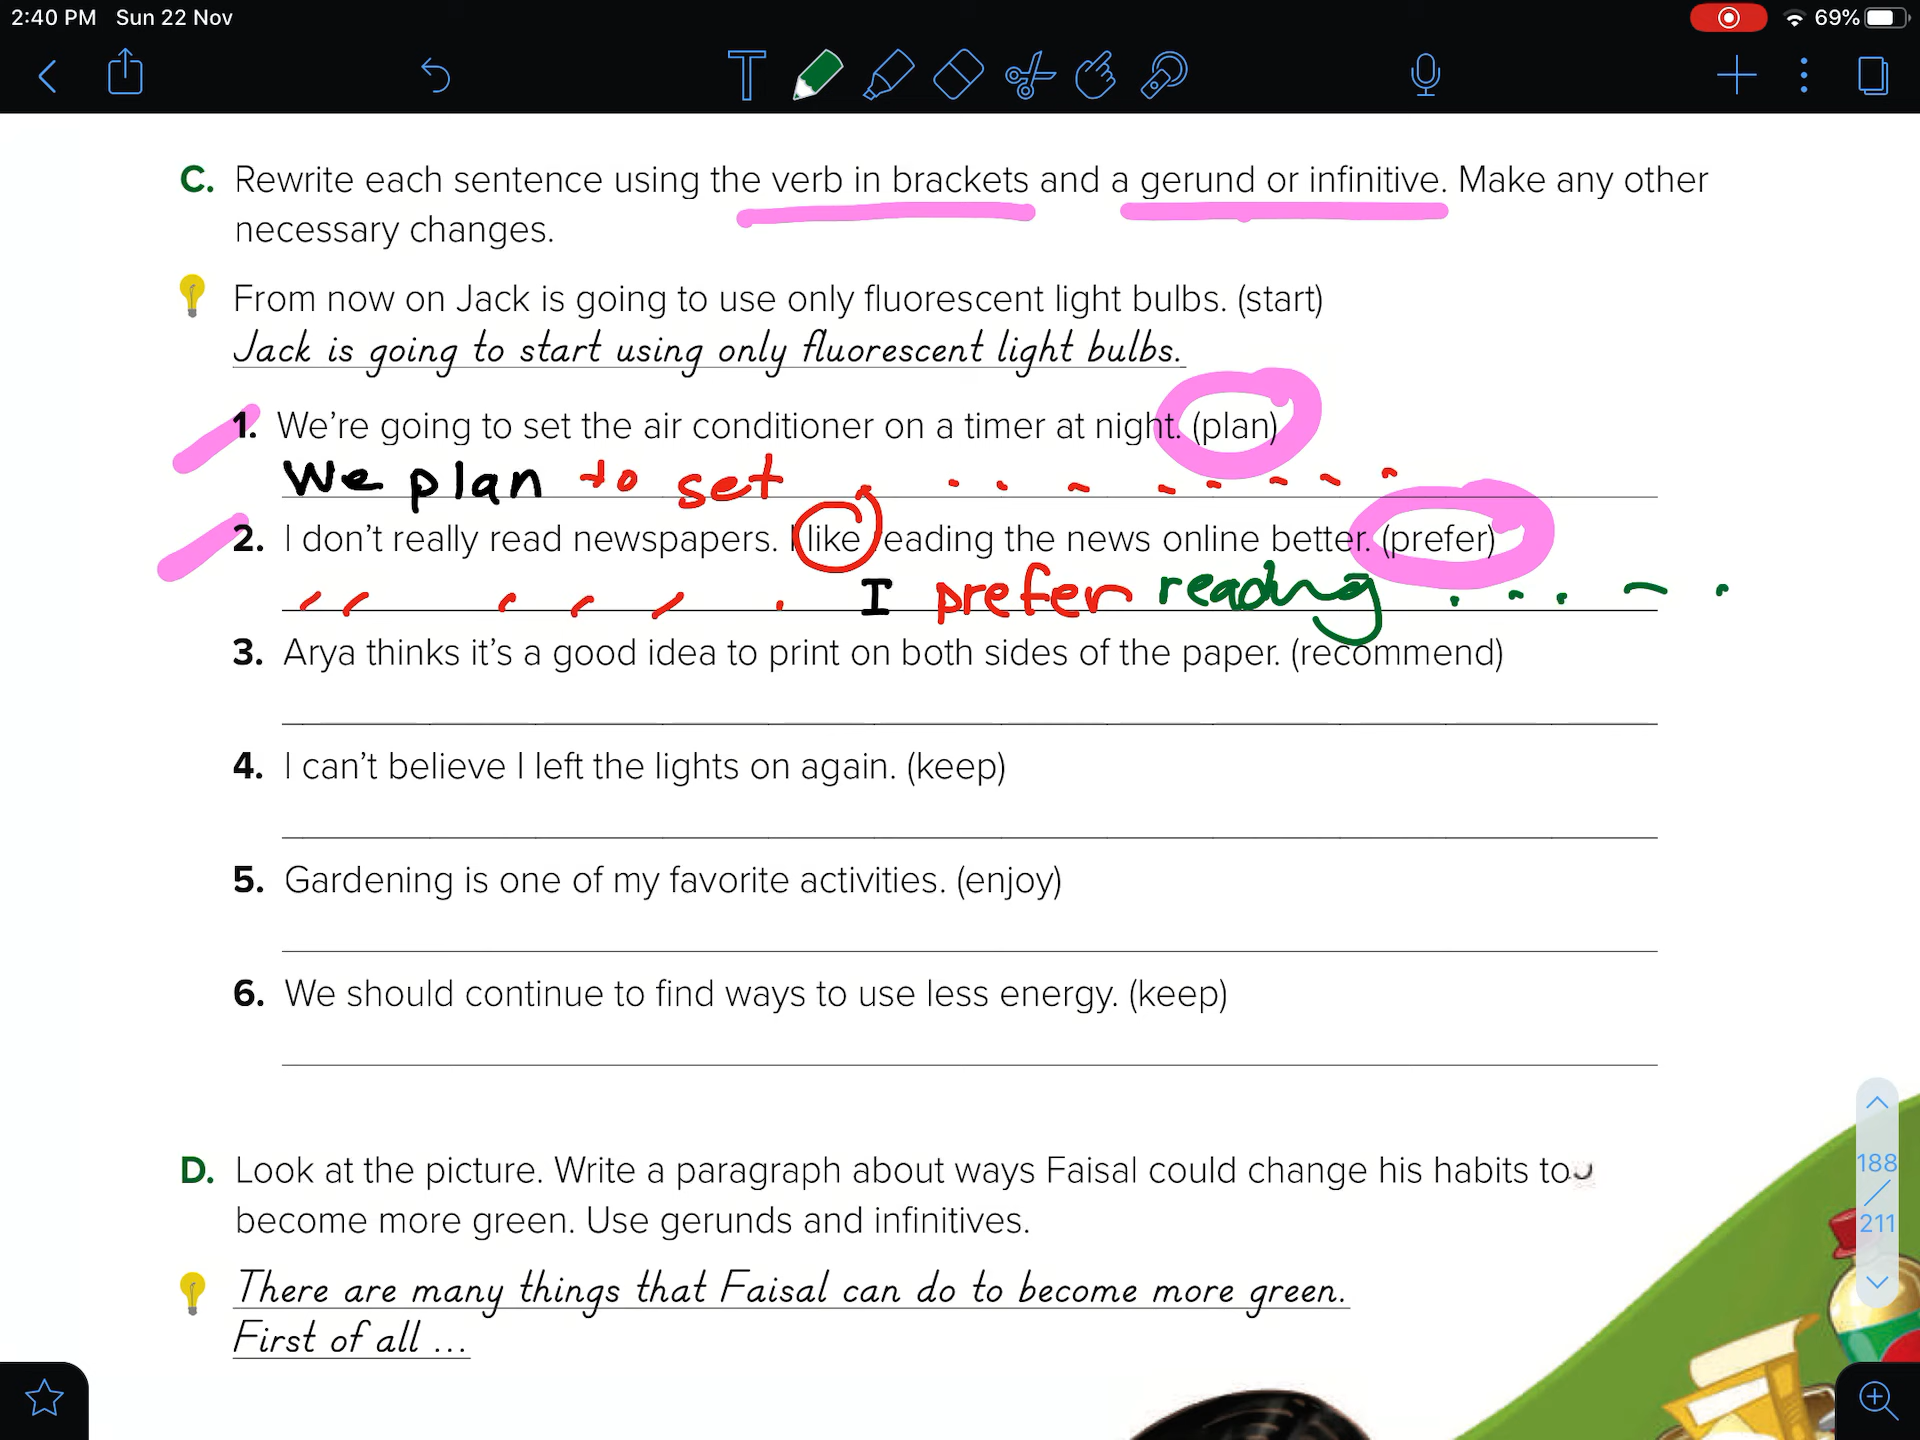 2:40 PM Sun 22 Nov
69%
C. Rewrite each sentence using the verb in brackets and a gerund or infinitive. Make any other
necessary changes.
From now on Jack is going to use only fluorescent light bulbs. (start)
Jack is going to start using only fluorescent light bulbs.
1. We're going to set the air conditioner on a timer at night. (plan)
We plan to set
2. I don't really read newspapers. I like reading the news online better. (prefer)
I prefer reading
3. Arya thinks it's a good idea to print on both sides of the paper. (recommend)
4. I can't believe I left the lights on again. (keep)
5. Gardening is one of my favorite activities. (enjoy)
6. We should continue to find ways to use less energy. (keep)
D. Look at the picture. Write a paragraph about ways Faisal could change his habits to
become more green. Use gerunds and infinitives.
There are many things that Faisal can do to become more green.
First of all ...
188
/
211